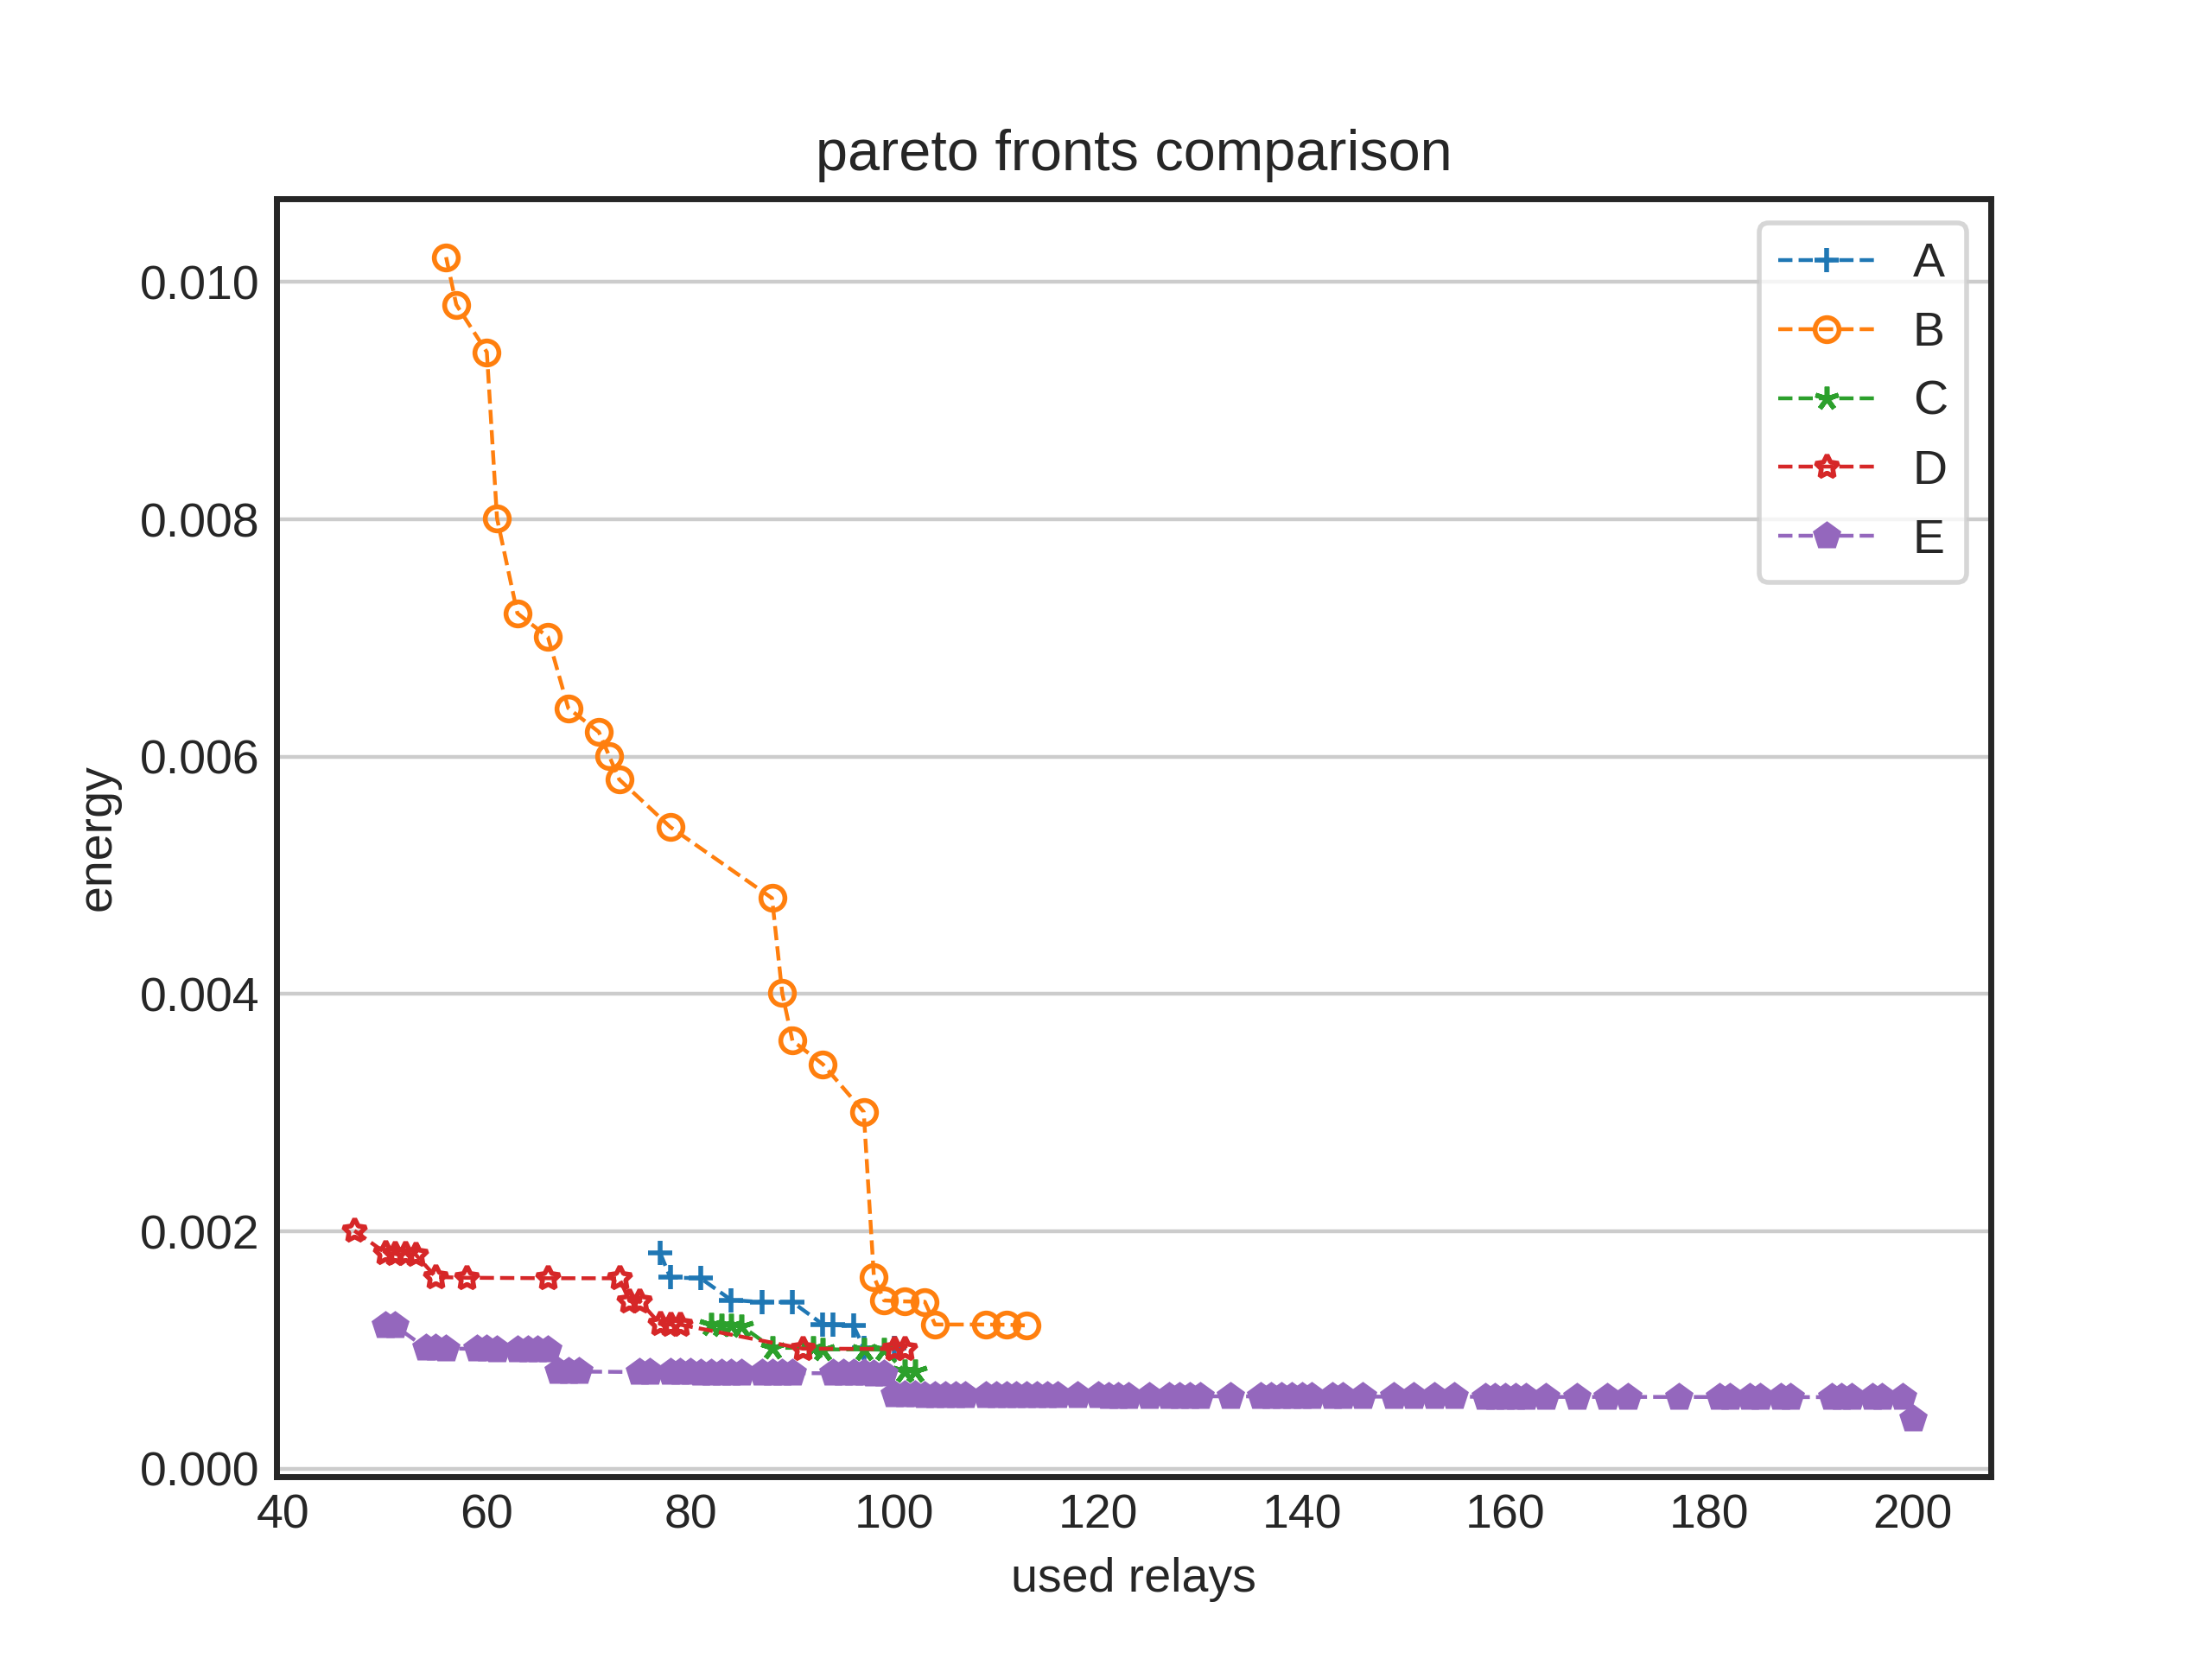 pareto fronts comparison
A
B
C
D
E
0.010
0.008
0.006
0.004
0.002
0.000
energy
40 60 80 100 120 140 160 180 200
used relays